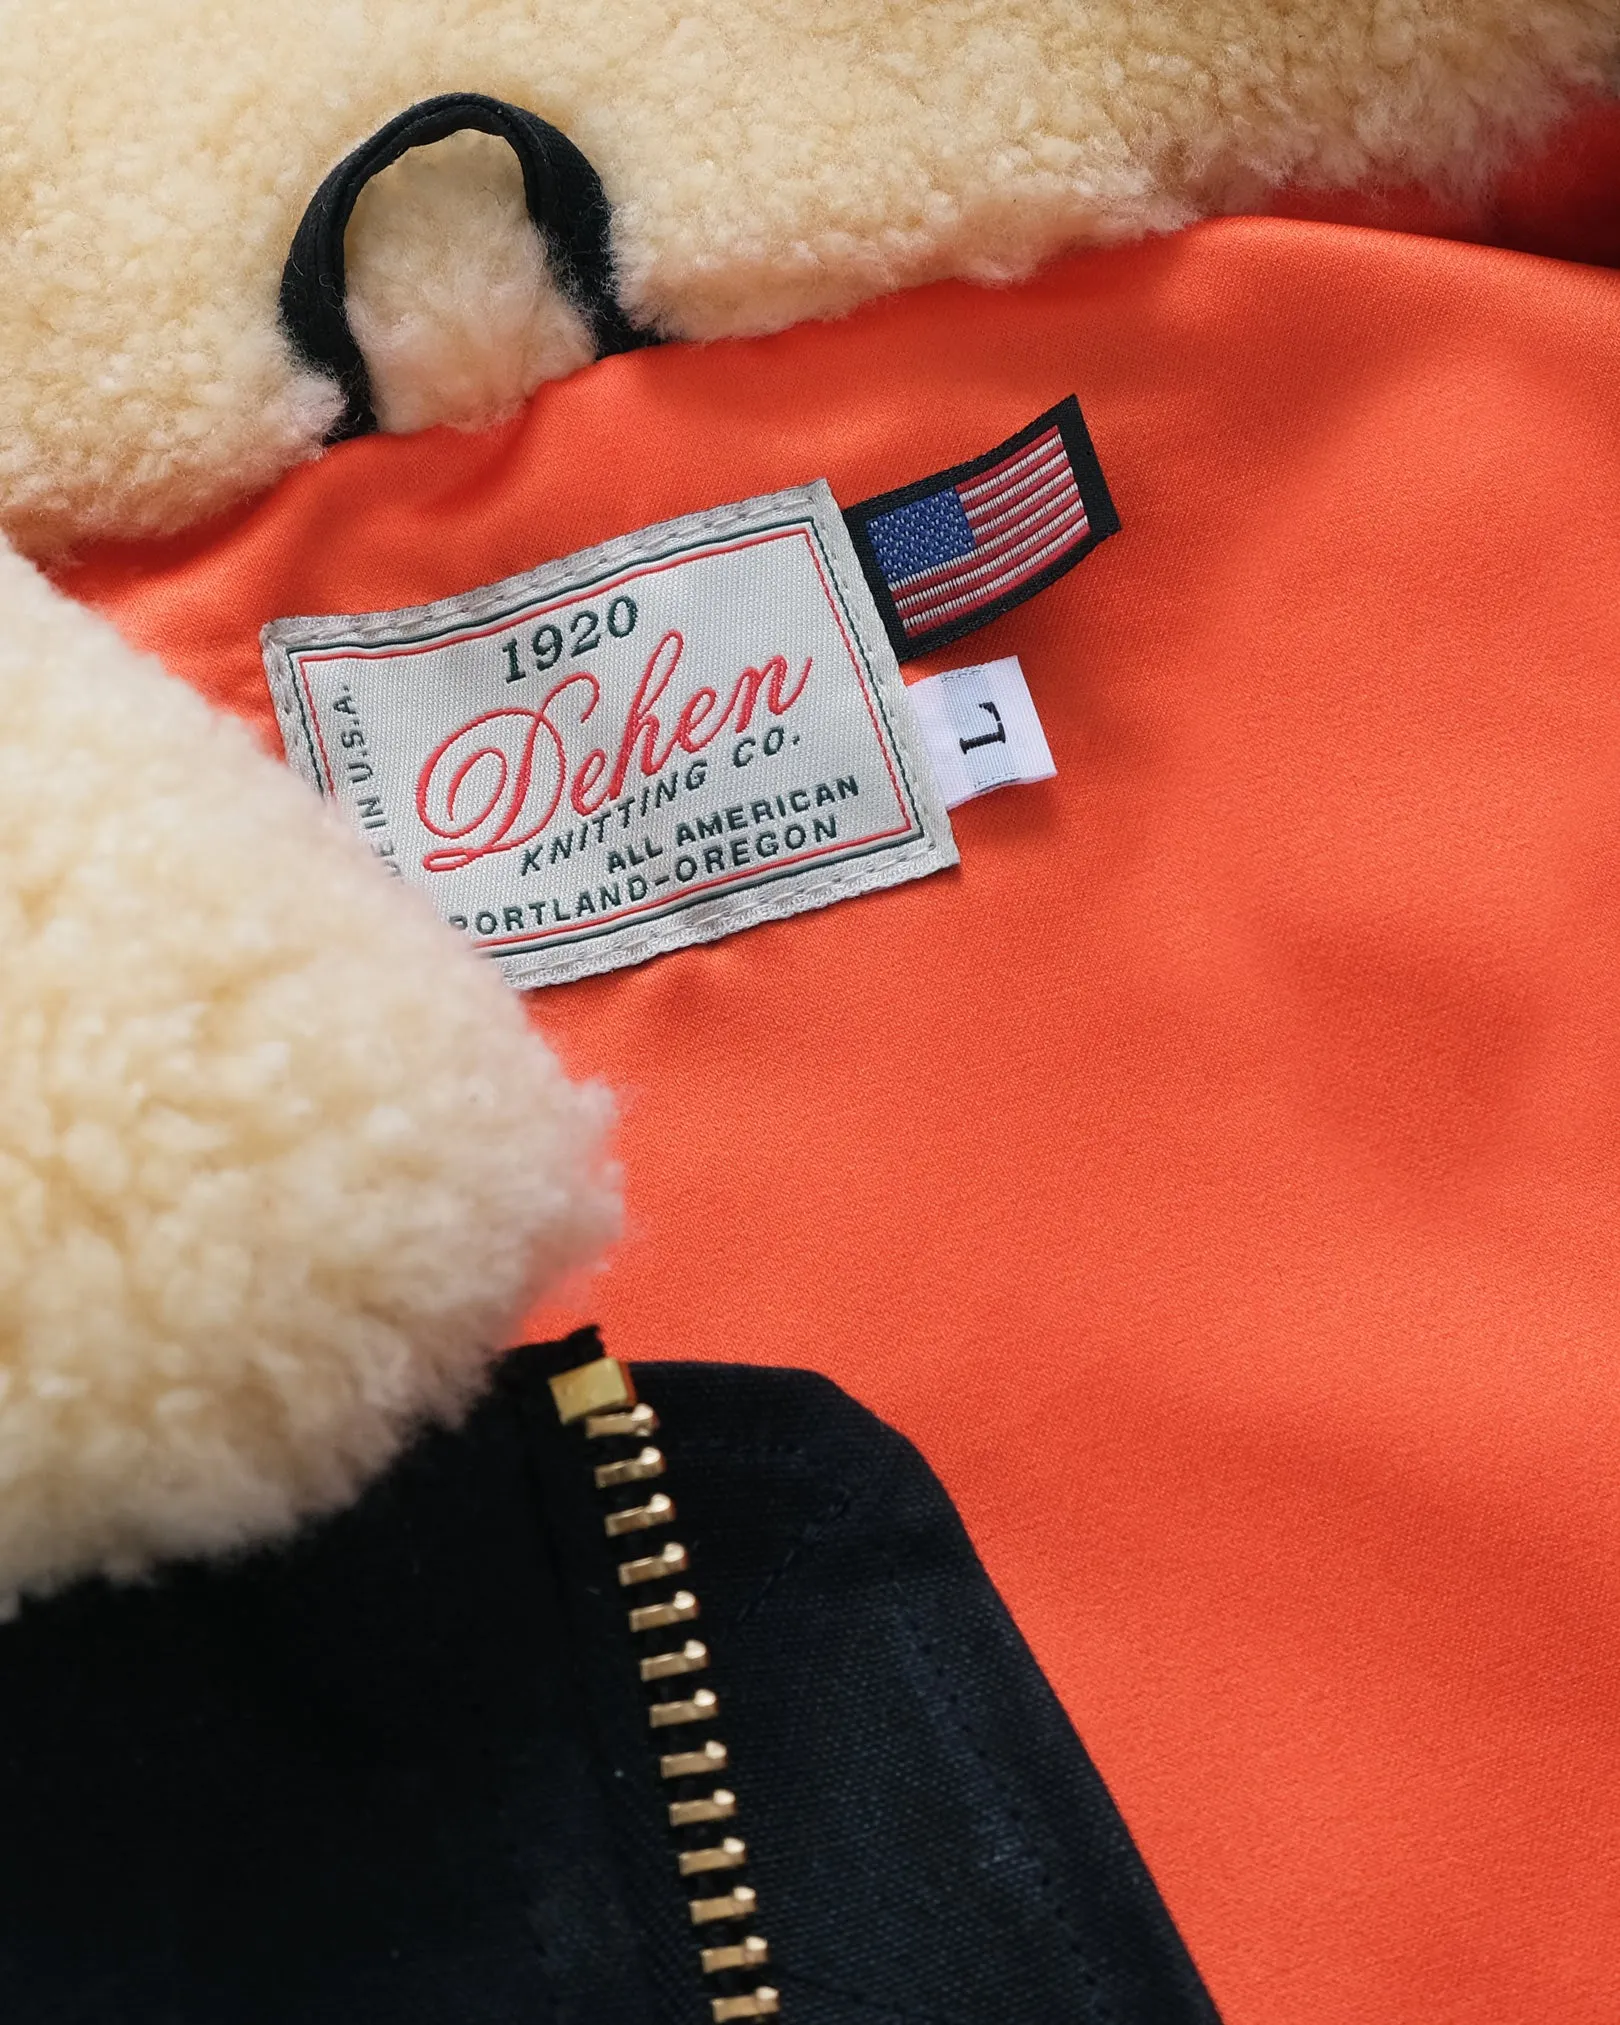 1920
Dehen
KNITTING CO.
ALL AMERICAN
PORTLAND-OREGON
IN U.S.A.
L